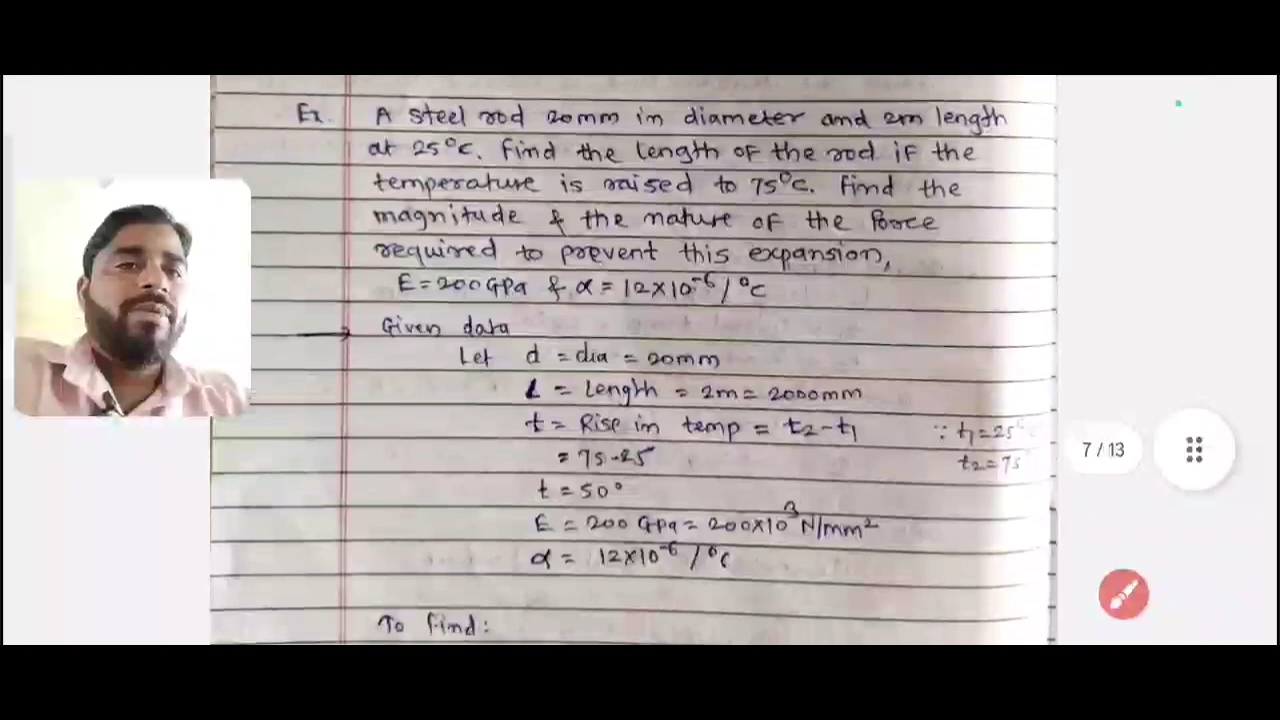 Ex. A steel rod 20mm in diameter and 2m length
at 25°C. Find the length of the rod if the
temperature is raised to 75°C. Find the
magnitude & the nature of the force
required to prevent this expansion,
E = 200 GPa & α = 12×10⁻⁶ / °C
Given data
Let d = dia = 20mm
L = Length = 2m = 2000mm
t = Rise in temp = t₂-t₁ ∵ t₁=25°C
= 75-25 t₂=75
t = 50°
E = 200 GPa = 200×10³ N/mm²
α = 12×10⁻⁶ / °C
To find:
7 / 13